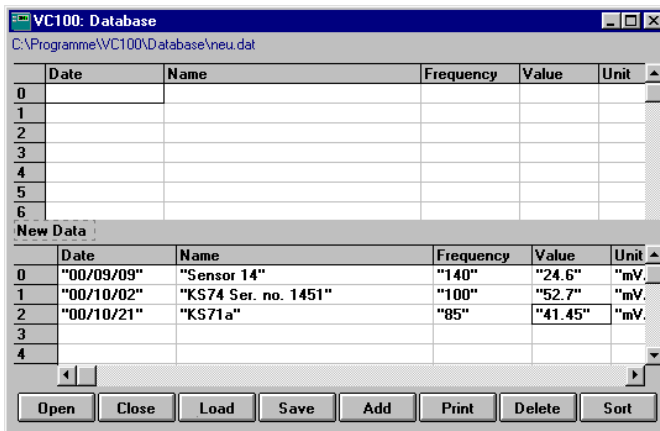 VC100: Database
C:\Programme\VC100\Database\neu.dat
Date Name Frequency Value Unit
0
1
2
3
4
5
6
New Data
Date Name Frequency Value Unit
0 "00/09/09" "Sensor 14" "140" "24.6" "mV.
1 "00/10/02" "KS74 Ser. no. 1451" "100" "52.7" "mV.
2 "00/10/21" "KS71a" "85" "41.45" "mV.
3
4
Open Close Load Save Add Print Delete Sort